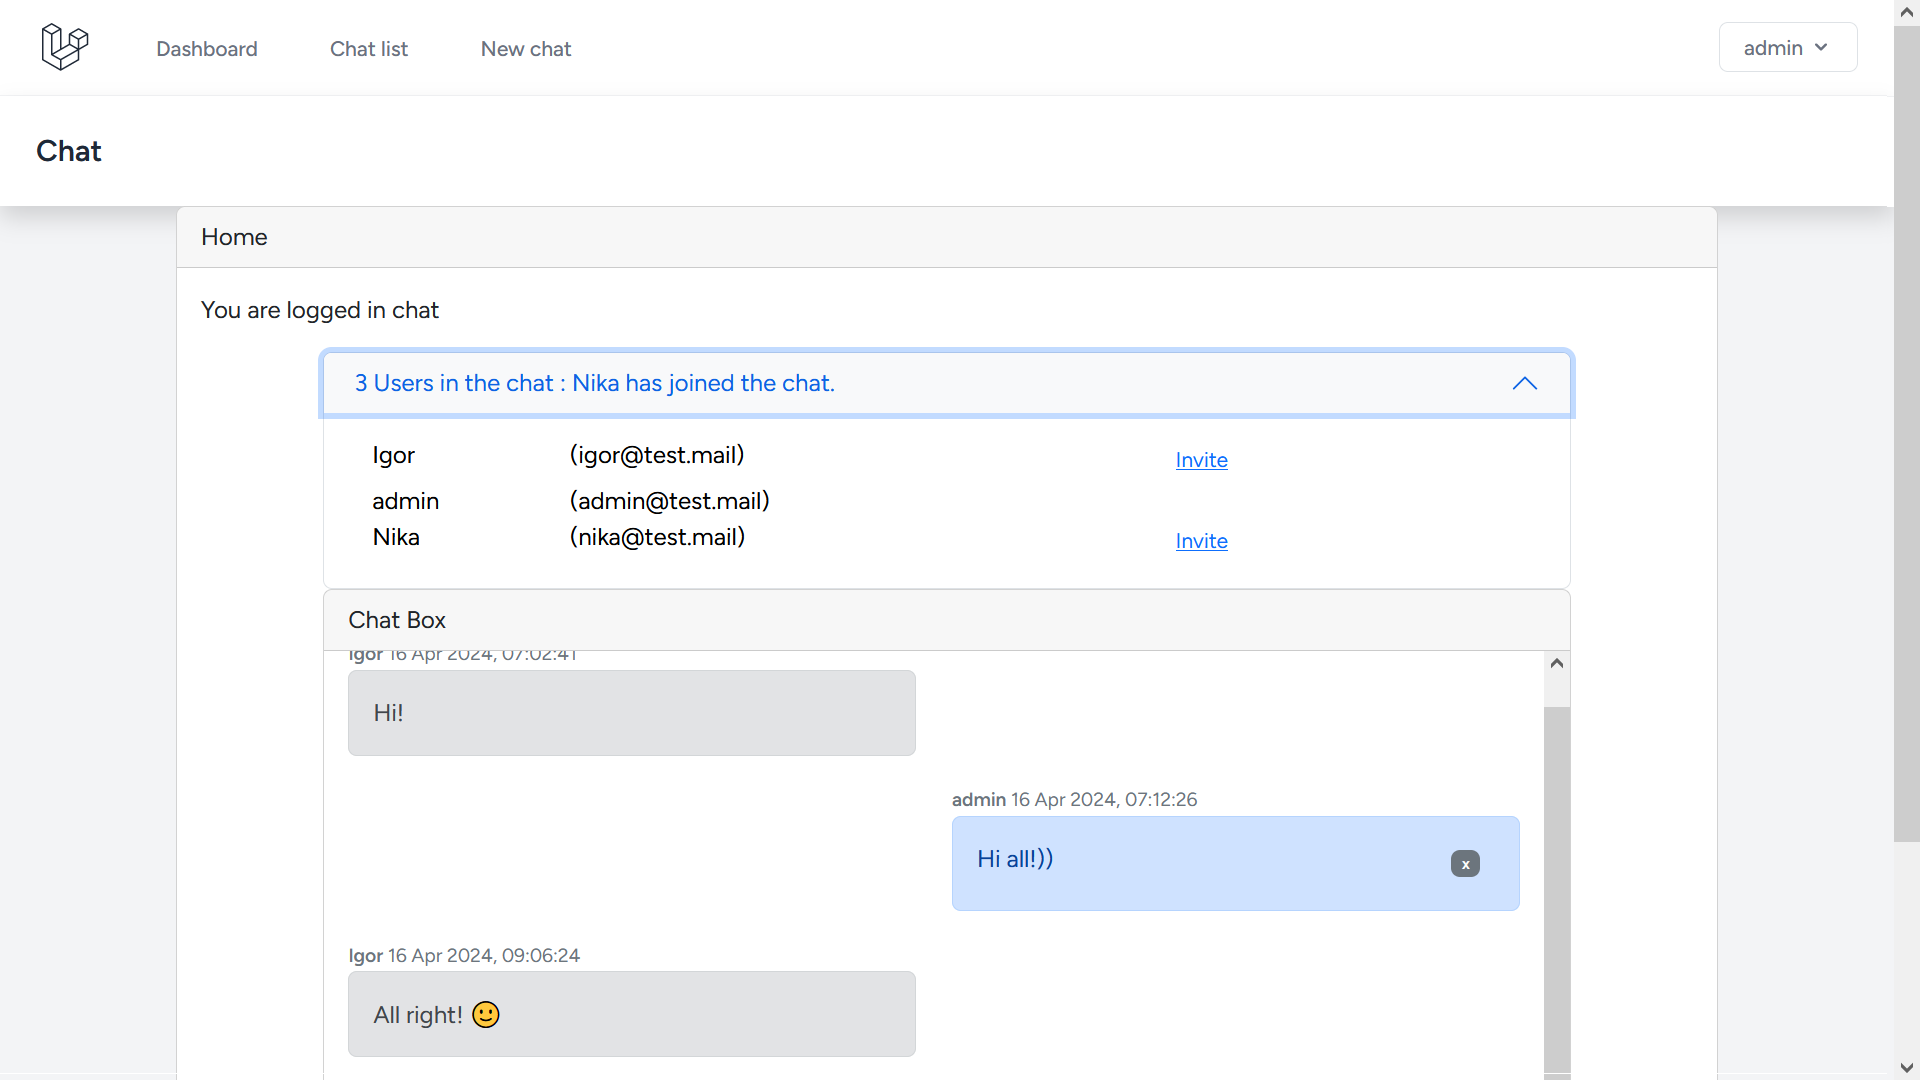 Dashboard Chat list New chat admin
Chat
Home
You are logged in chat
3 Users in the chat : Nika has joined the chat.
Igor (igor@test.mail) Invite
admin (admin@test.mail)
Nika (nika@test.mail) Invite
Chat Box
Igor 16 Apr 2024, 07:02:41
Hi!
admin 16 Apr 2024, 07:12:26
Hi all!))
x
Igor 16 Apr 2024, 09:06:24
All right! 🙂